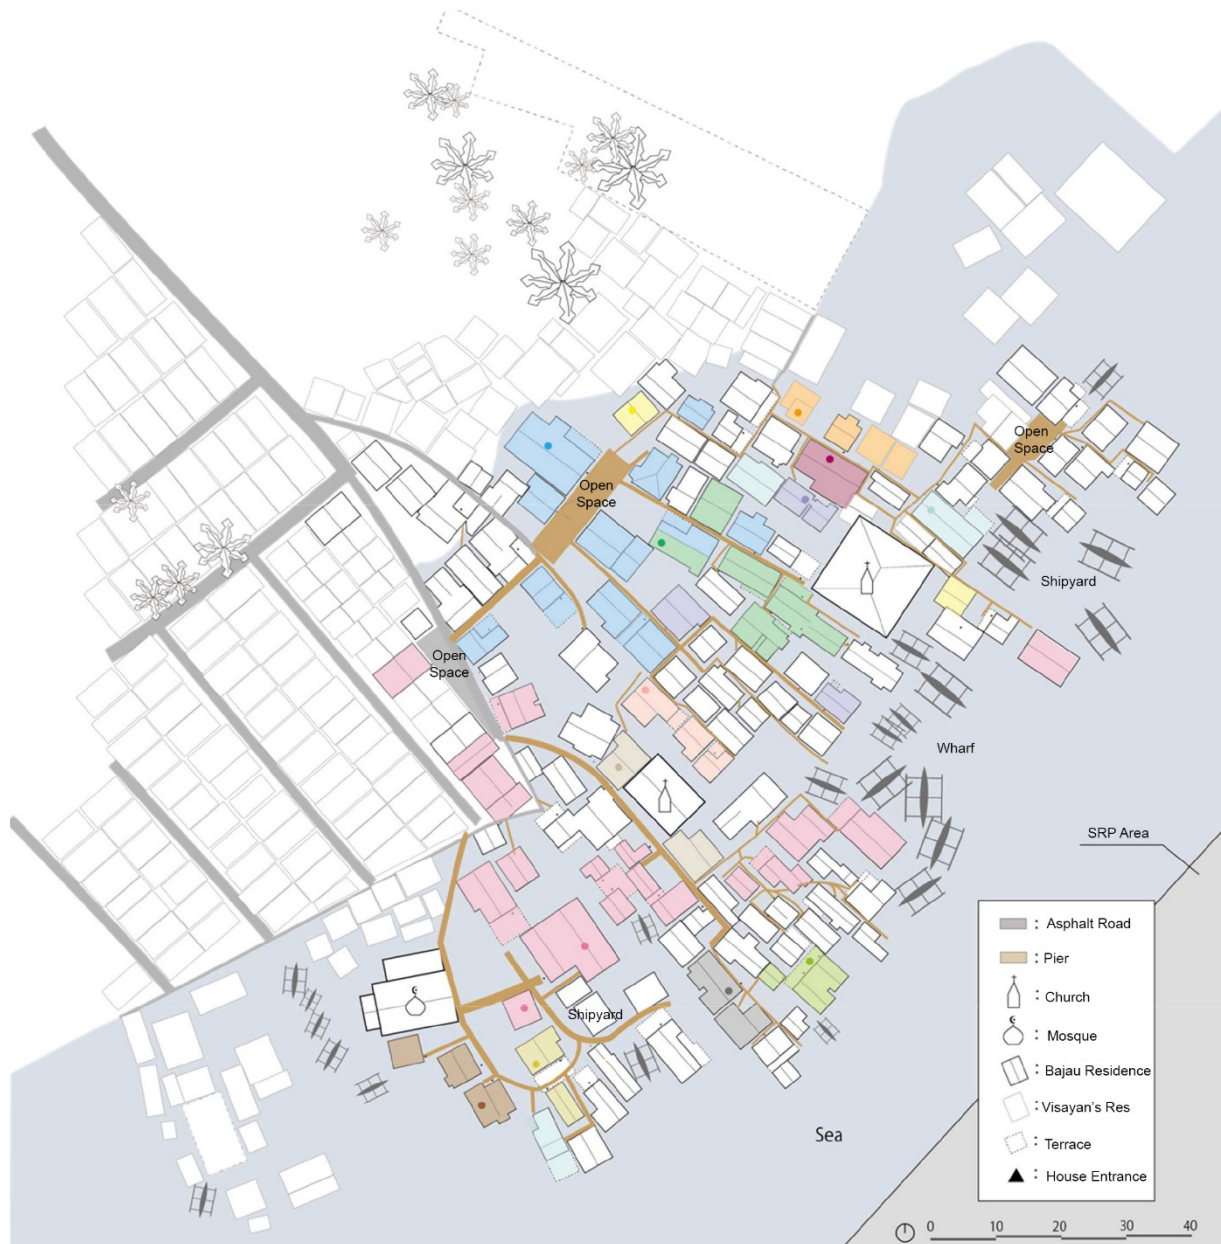 Open
Space
Open
Space
Shipyard
Open
Space
Wharf
SRP Area
Shipyard
Sea
: Asphalt Road
: Pier
: Church
: Mosque
: Bajau Residence
: Visayan's Res
: Terrace
: House Entrance
0 10 20 30 40